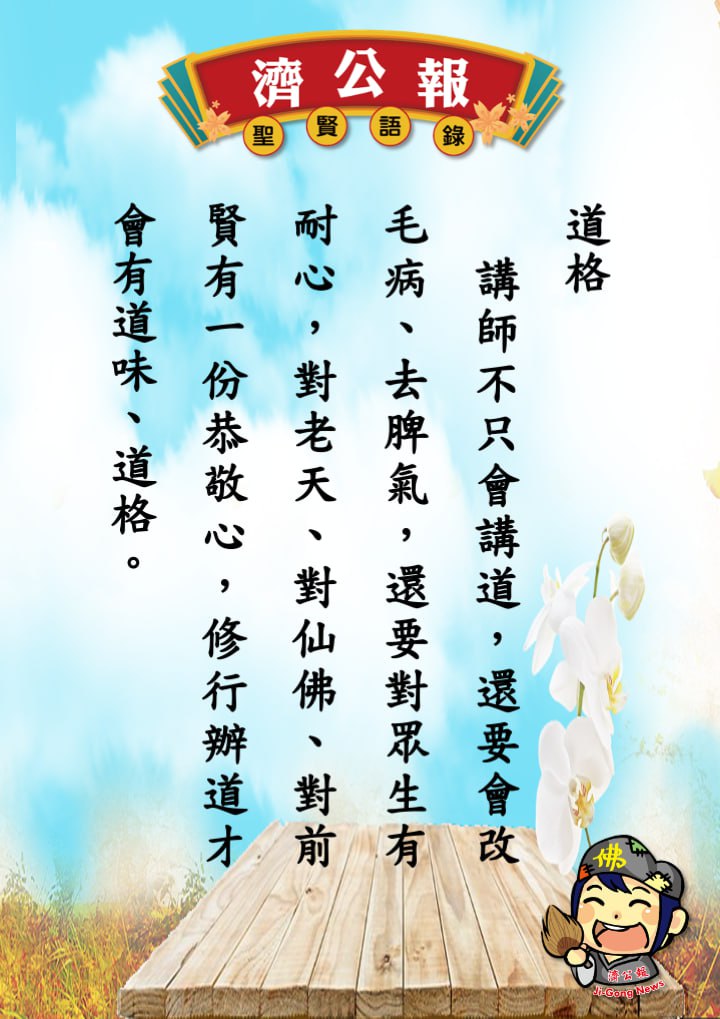 濟公報
聖賢語錄
道格
講師不只會講道，還要會改
毛病、去脾氣，還要對眾生有
耐心，對老天、對仙佛、對前
賢有一份恭敬心，修行辦道才
會有道味、道格。
佛
濟公報
Ji-Gong News